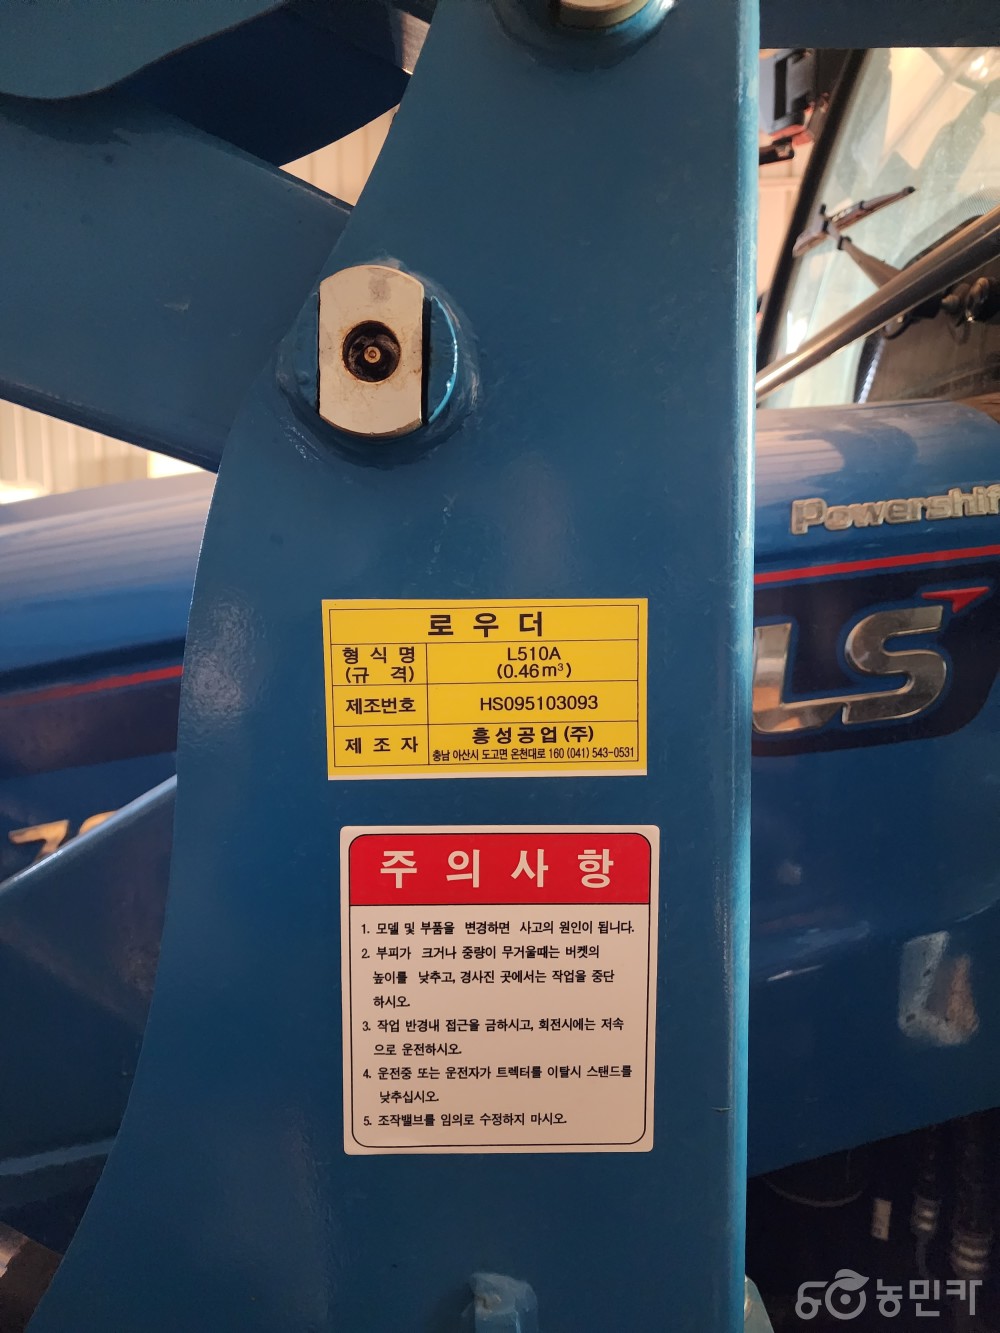 Powershif
LS
로우더
형식명 L510A
(규 격) (0.46m³)
제조번호 HS095103093
제조자 흥성공업(주)
충남 아산시 도고면 온천대로 160 (041) 543-0531
주의사항
1. 모델 및 부품을 변경하면 사고의 원인이 됩니다.
2. 부피가 크거나 중량이 무거울때는 버켓의
높이를 낮추고, 경사진 곳에서는 작업을 중단
하시오.
3. 작업 반경내 접근을 금하시고, 회전시에는 저속
으로 운전하시오.
4. 운전중 또는 운전자가 트렉터를 이탈시 스탠드를
낮추십시오.
5. 조작밸브를 임의로 수정하지 마시오.
농민카